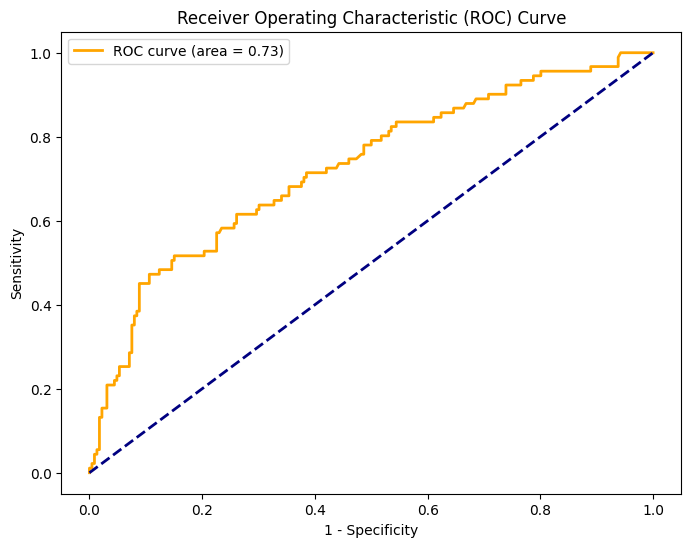 Receiver Operating Characteristic (ROC) Curve
ROC curve (area = 0.73)
Sensitivity
1.0
0.8
0.6
0.4
0.2
0.0
0.0 0.2 0.4 0.6 0.8 1.0
1 - Specificity